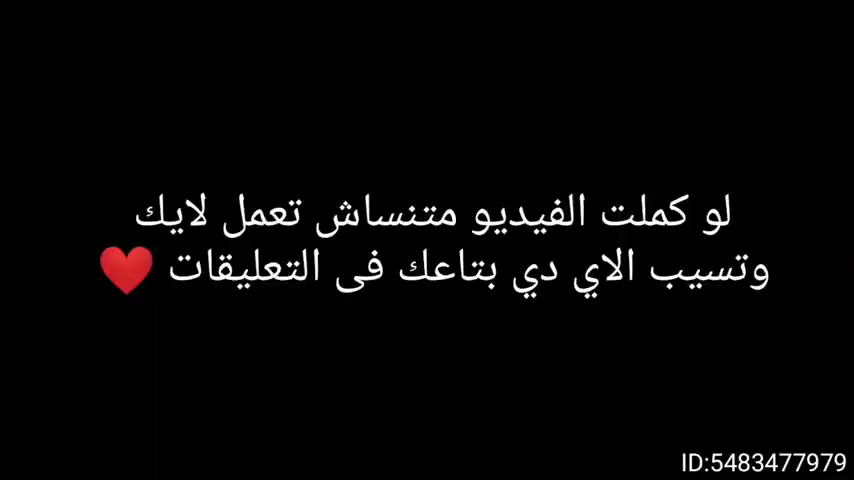 لو كملت الفيديو متنساش تعمل لايك
وتسيب الاي دي بتاعك فى التعليقات ❤️
ID:5483477979